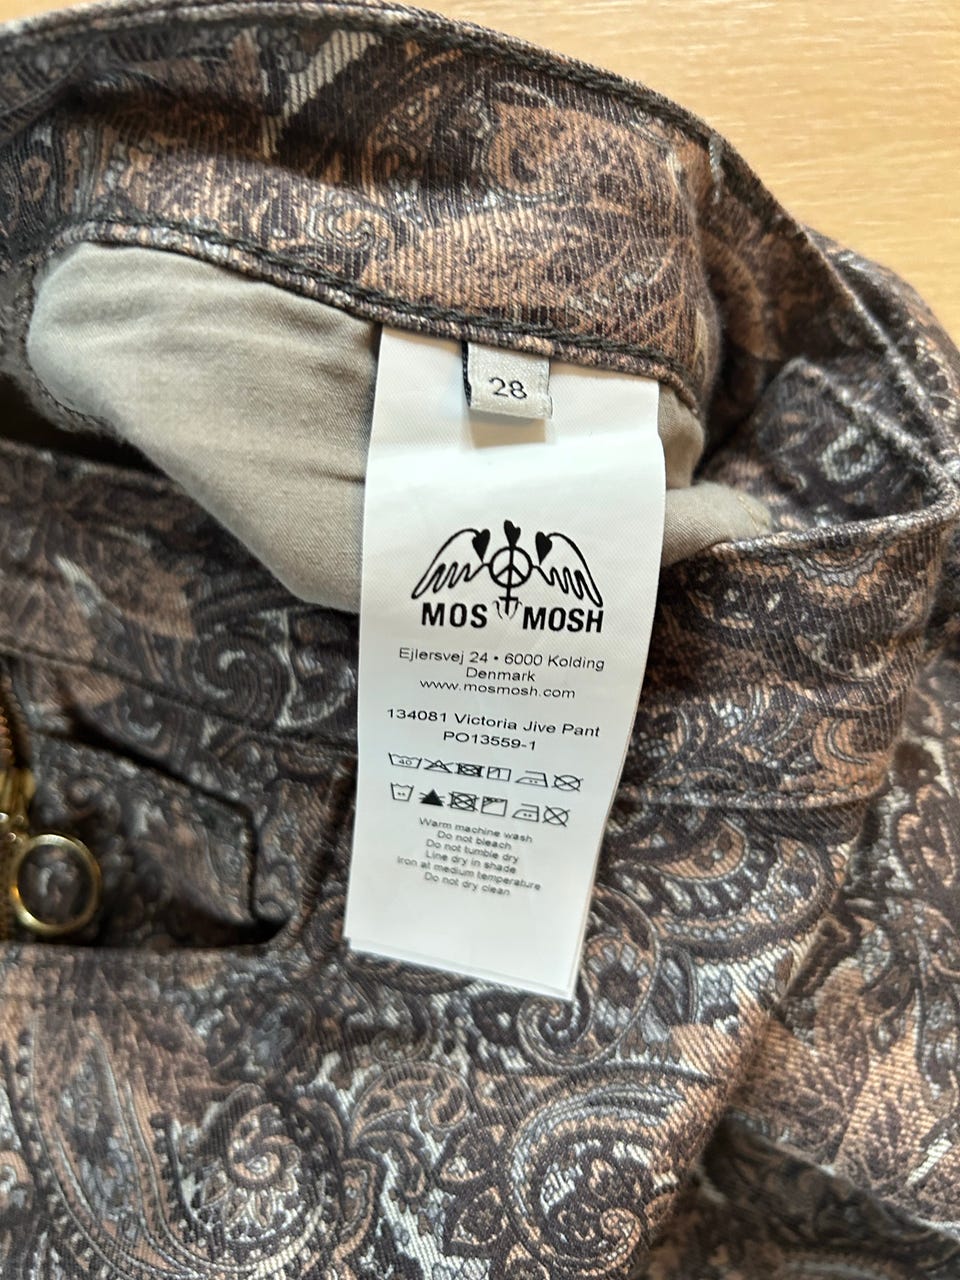 28
MOS MOSH
Ejlersvej 24 • 6000 Kolding
Denmark
www.mosmosh.com
134081 Victoria Jive Pant
PO13559-1
40
Warm machine wash
Do not bleach
Do not tumble dry
Line dry in shade
Iron at medium temperature
Do not dry clean